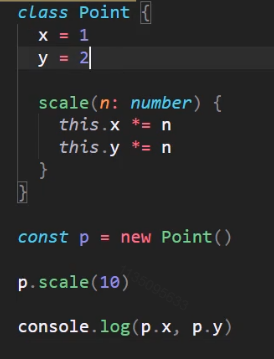 class Point {
  x = 1
  y = 2

  scale(n: number) {
    this.x *= n
    this.y *= n
  }
}

const p = new Point()

p.scale(10)

console.log(p.x, p.y)